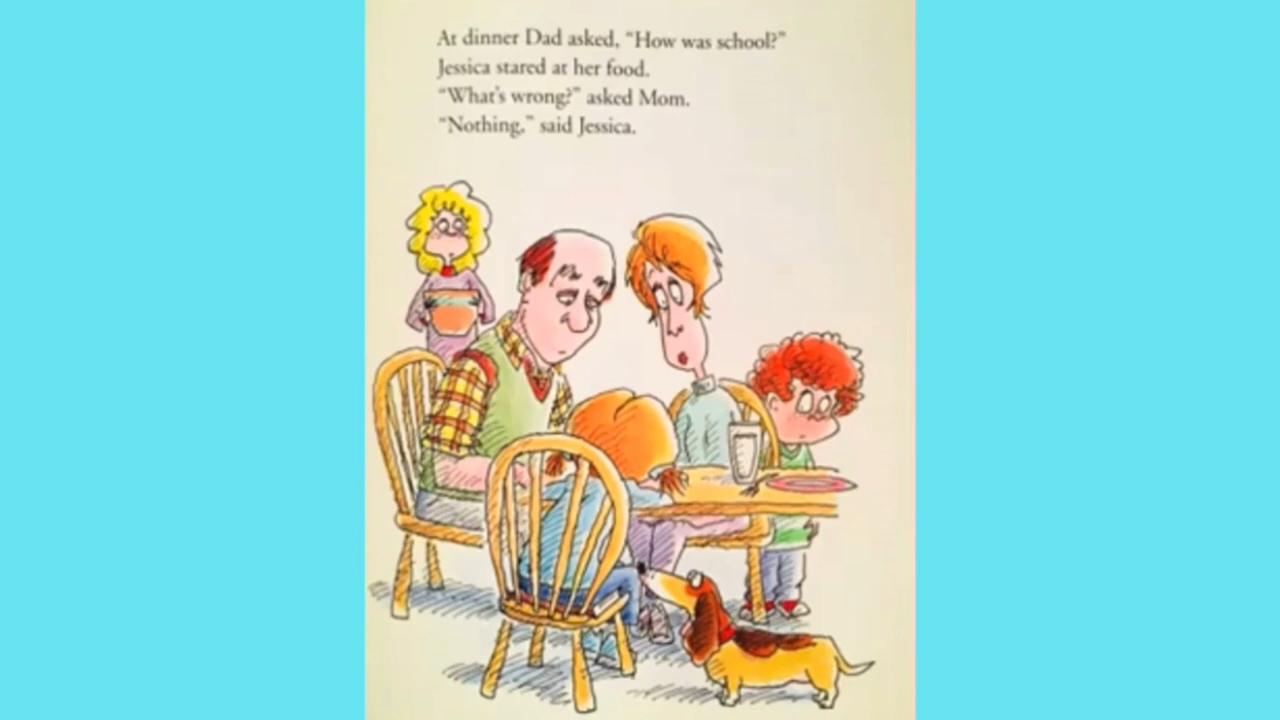 At dinner Dad asked, “How was school?”
Jessica stared at her food.
“What’s wrong?” asked Mom.
“Nothing,” said Jessica.